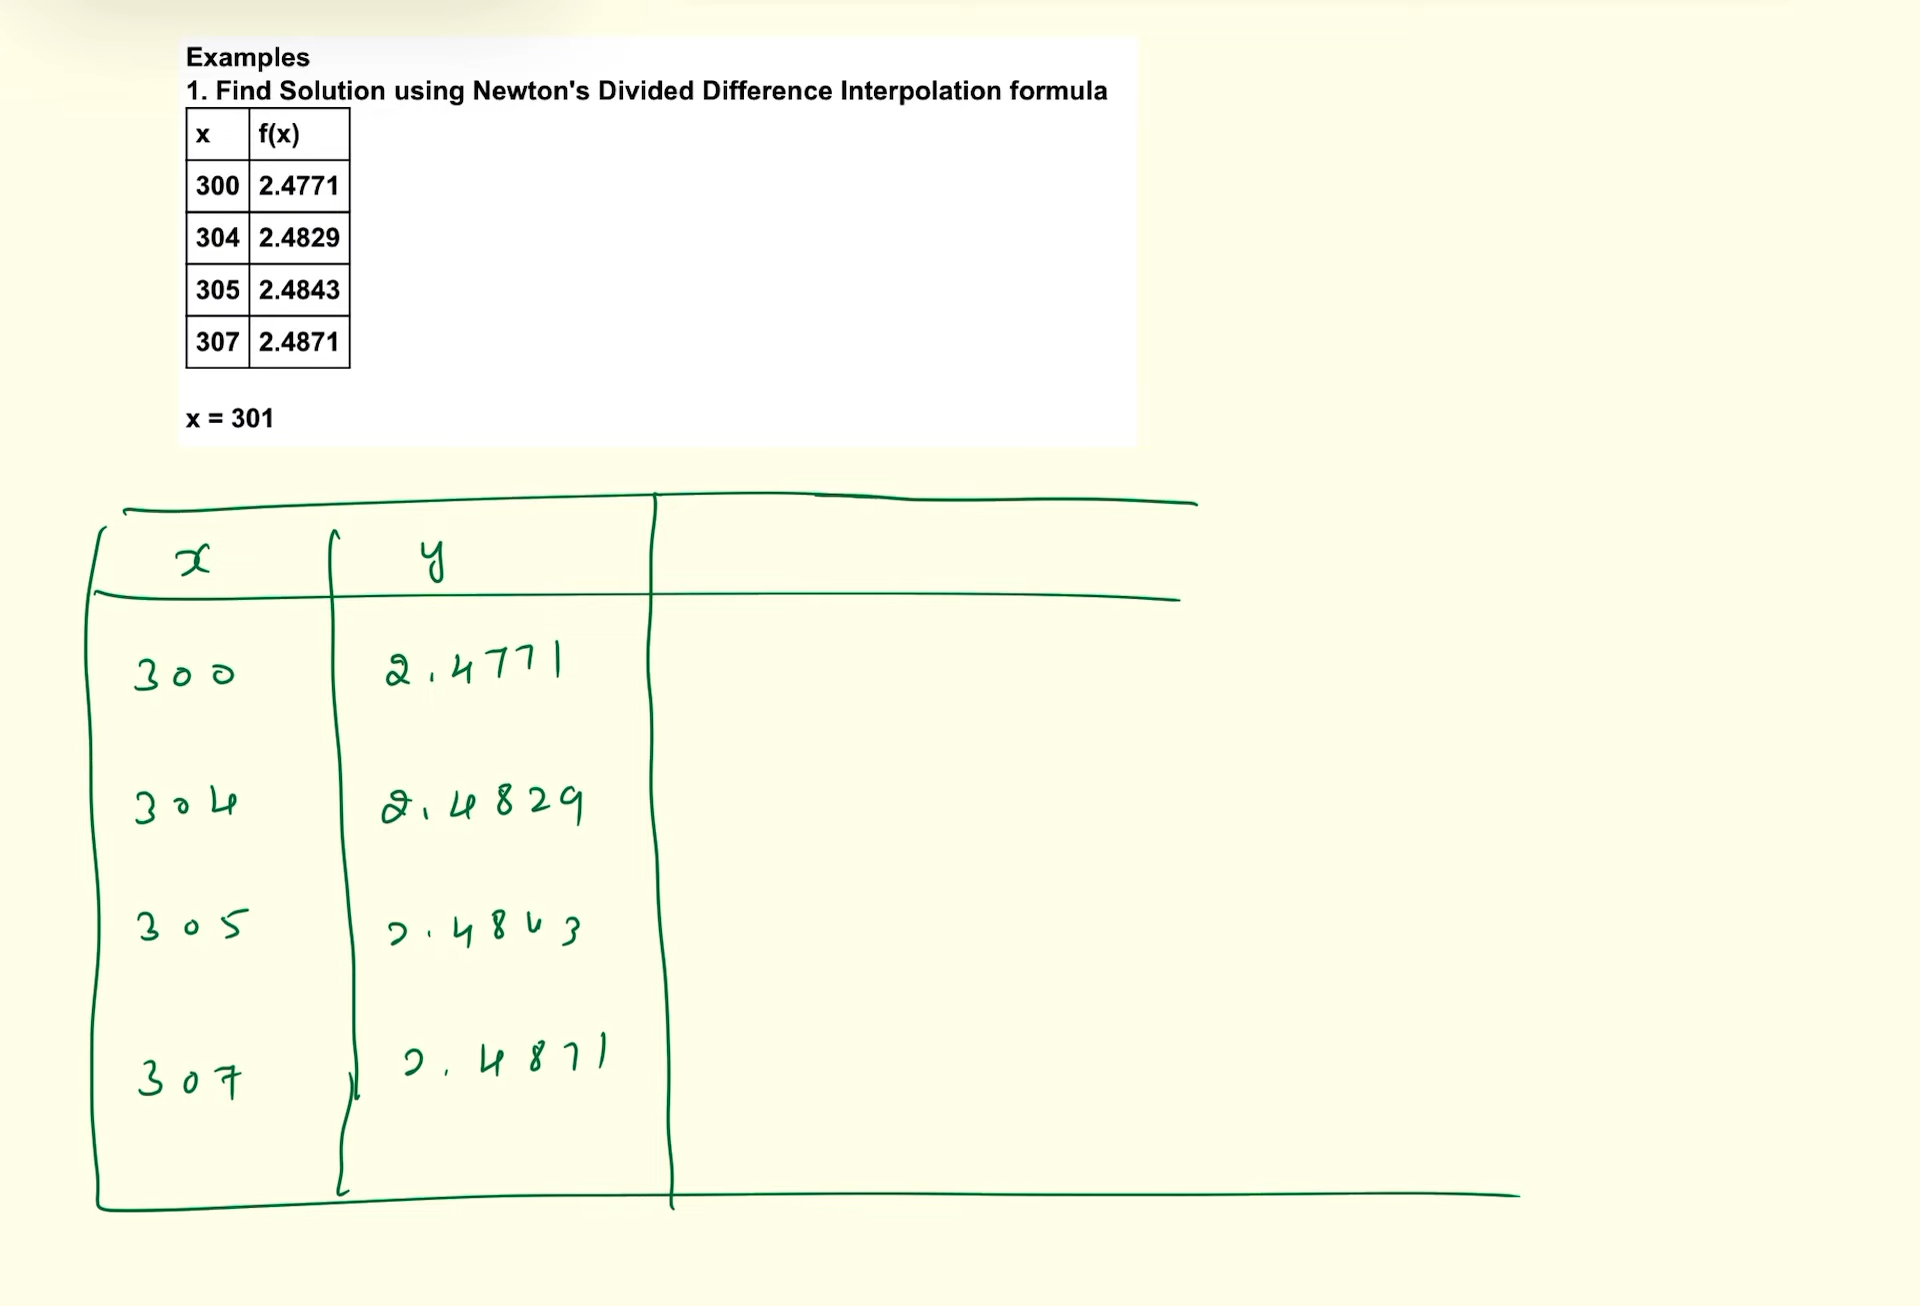 Examples
1. Find Solution using Newton's Divided Difference Interpolation formula
x f(x)
300 2.4771
304 2.4829
305 2.4843
307 2.4871
x = 301
x y
300 2.4771
304 2.4829
305 2.4843
307 2.4871